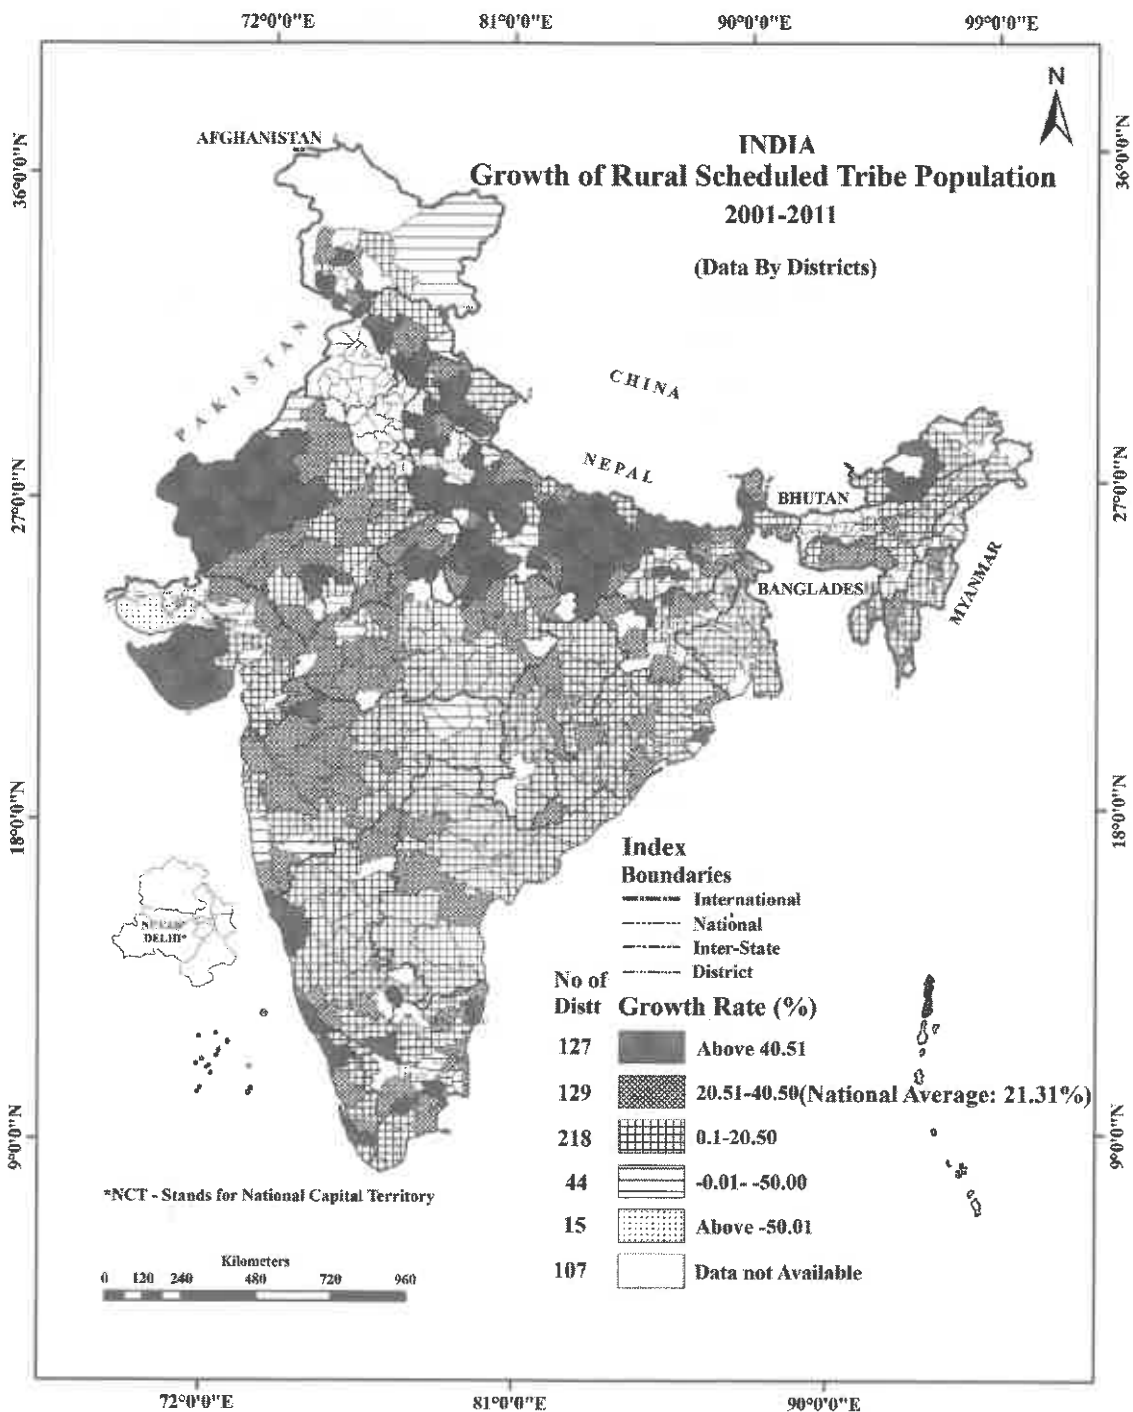 72°0'0"E 81°0'0"E 90°0'0"E 99°0'0"E
N
AFGHANISTAN
INDIA
Growth of Rural Scheduled Tribe Population
2001-2011
(Data By Districts)
36°0'0"N 36°0'0"N
PAKISTAN
CHINA
NEPAL
27°0'0"N 27°0'0"N
BHUTAN
BANGLADES
MYANMAR
18°0'0"N 18°0'0"N
DELHI*
Index
Boundaries
International
National
Inter-State
District
No of
Distt Growth Rate (%)
127 Above 40.51
129 20.51-40.50(National Average: 21.31%)
218 0.1-20.50
44 -0.01- -50.00
15 Above -50.01
107 Data not Available
9°0'0"N 9°0'0"N
*NCT - Stands for National Capital Territory
Kilometers
0 120 240 480 720 960
72°0'0"E 81°0'0"E 90°0'0"E